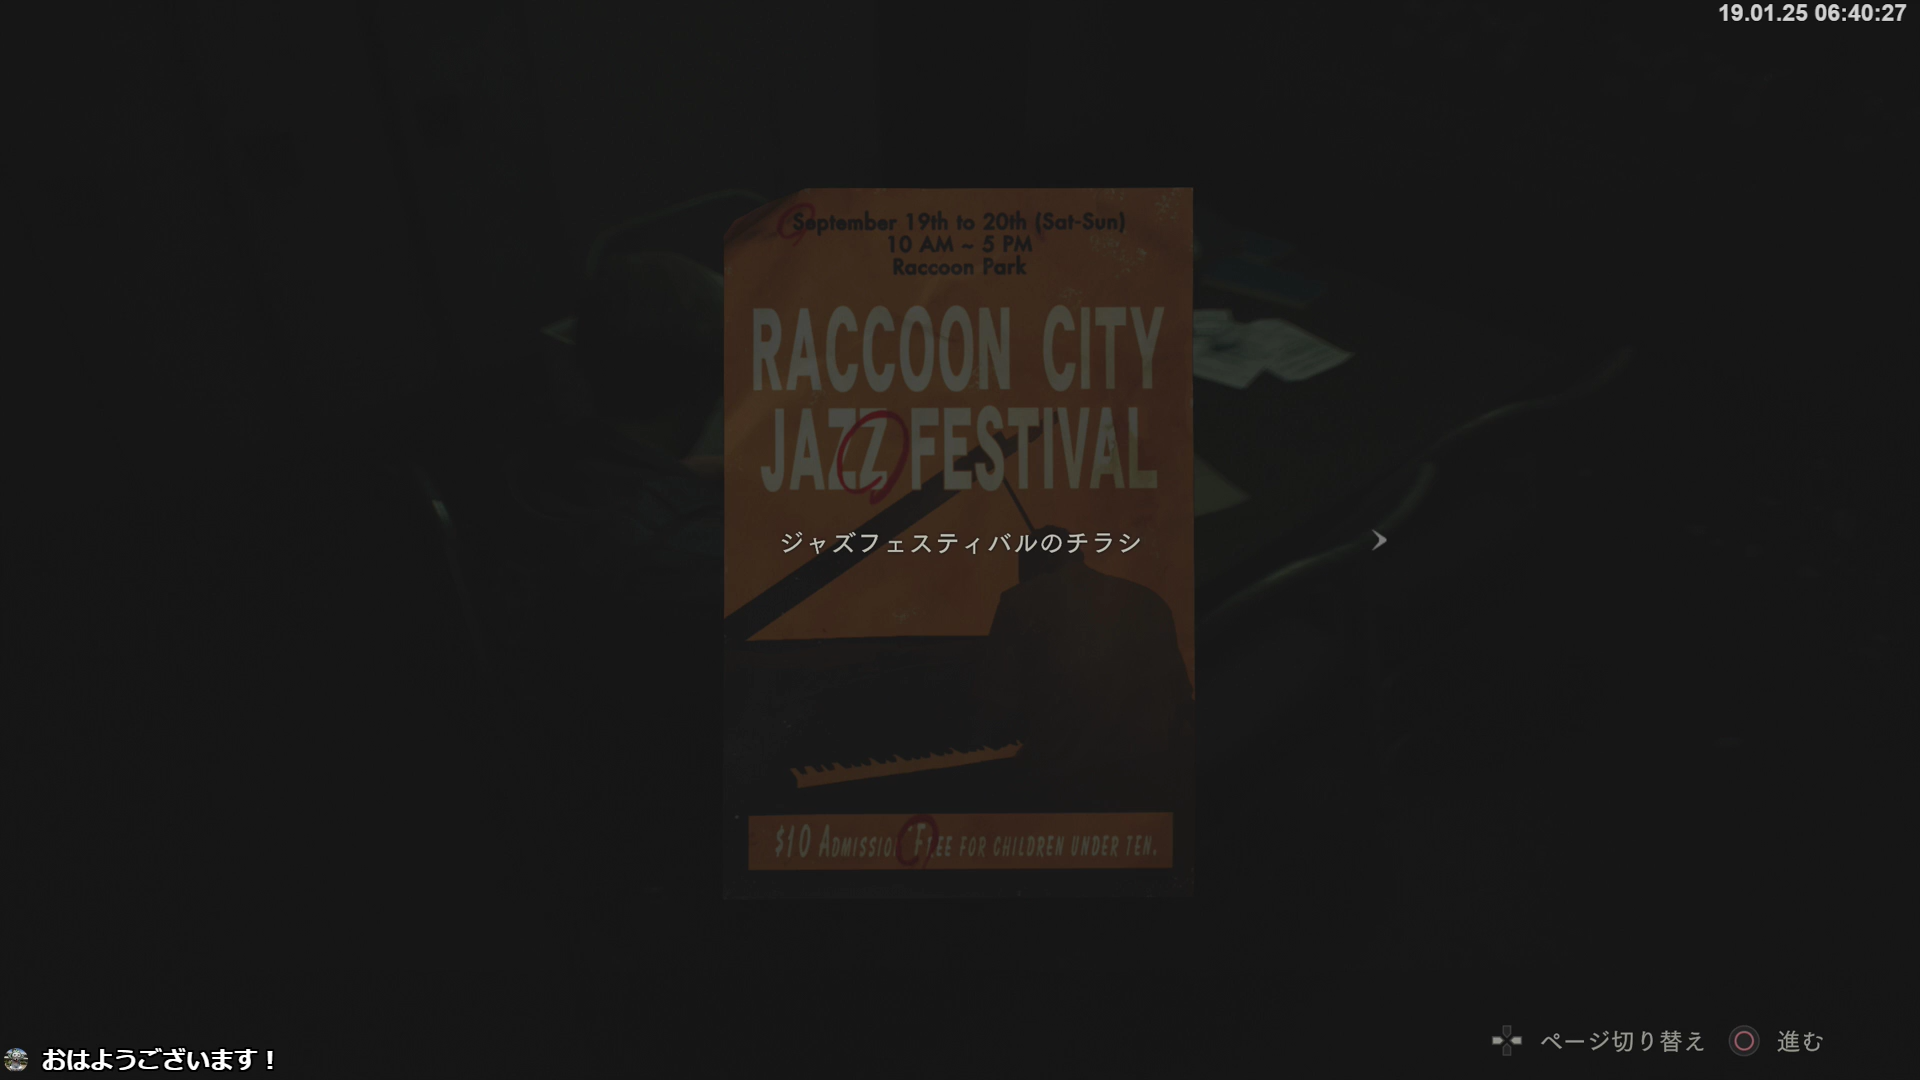 19.01.25 06:40:27
September 19th to 20th (Sat-Sun)
10 AM ~ 5 PM
Raccoon Park
RACCOON CITY
JAZZ FESTIVAL
ジャズフェスティバルのチラシ
$10 Admission Free for children under ten.
ページ切り替え
進む
おはようございます！